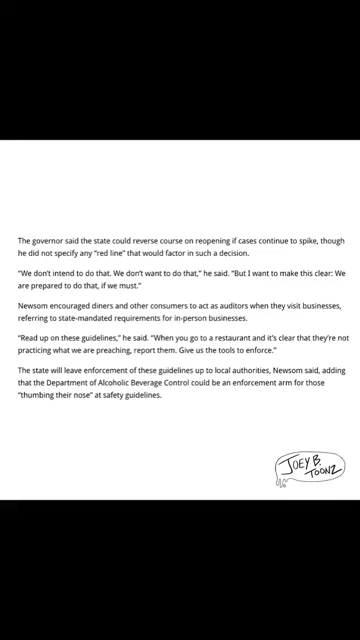 The governor said the state could reverse course on reopening if cases continue to spike, though
he did not specify any “red line” that would factor in such a decision.
“We don’t intend to do that. We don’t want to do that,” he said. “But I want to make this clear: We
are prepared to do that, if we must.”
Newsom encouraged diners and other consumers to act as auditors when they visit businesses,
referring to state-mandated requirements for in-person businesses.
“Read up on these guidelines,” he said. “When you go to a restaurant and it’s clear that they’re not
practicing what we are preaching, report them. Give us the tools to enforce.”
The state will leave enforcement of these guidelines up to local authorities, Newsom said, adding
that the Department of Alcoholic Beverage Control could be an enforcement arm for those
“thumbing their nose” at safety guidelines.
JOEY B.
TOONZ